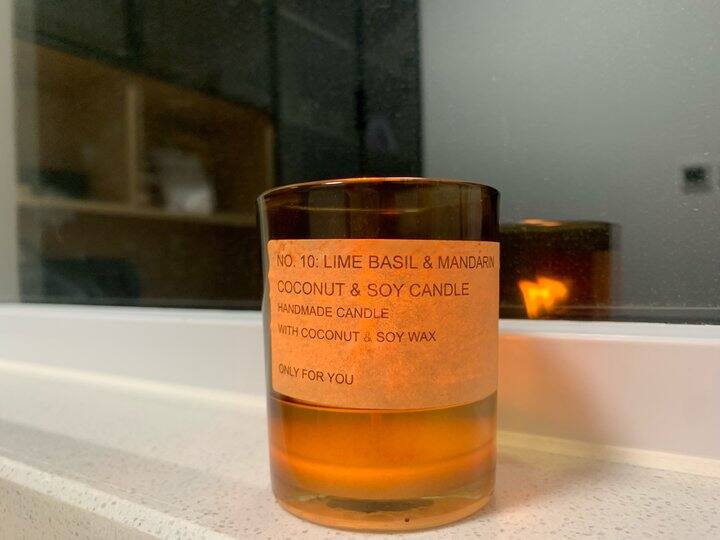 NO. 10: LIME BASIL & MANDARIN
COCONUT & SOY CANDLE
HANDMADE CANDLE
WITH COCONUT & SOY WAX
ONLY FOR YOU